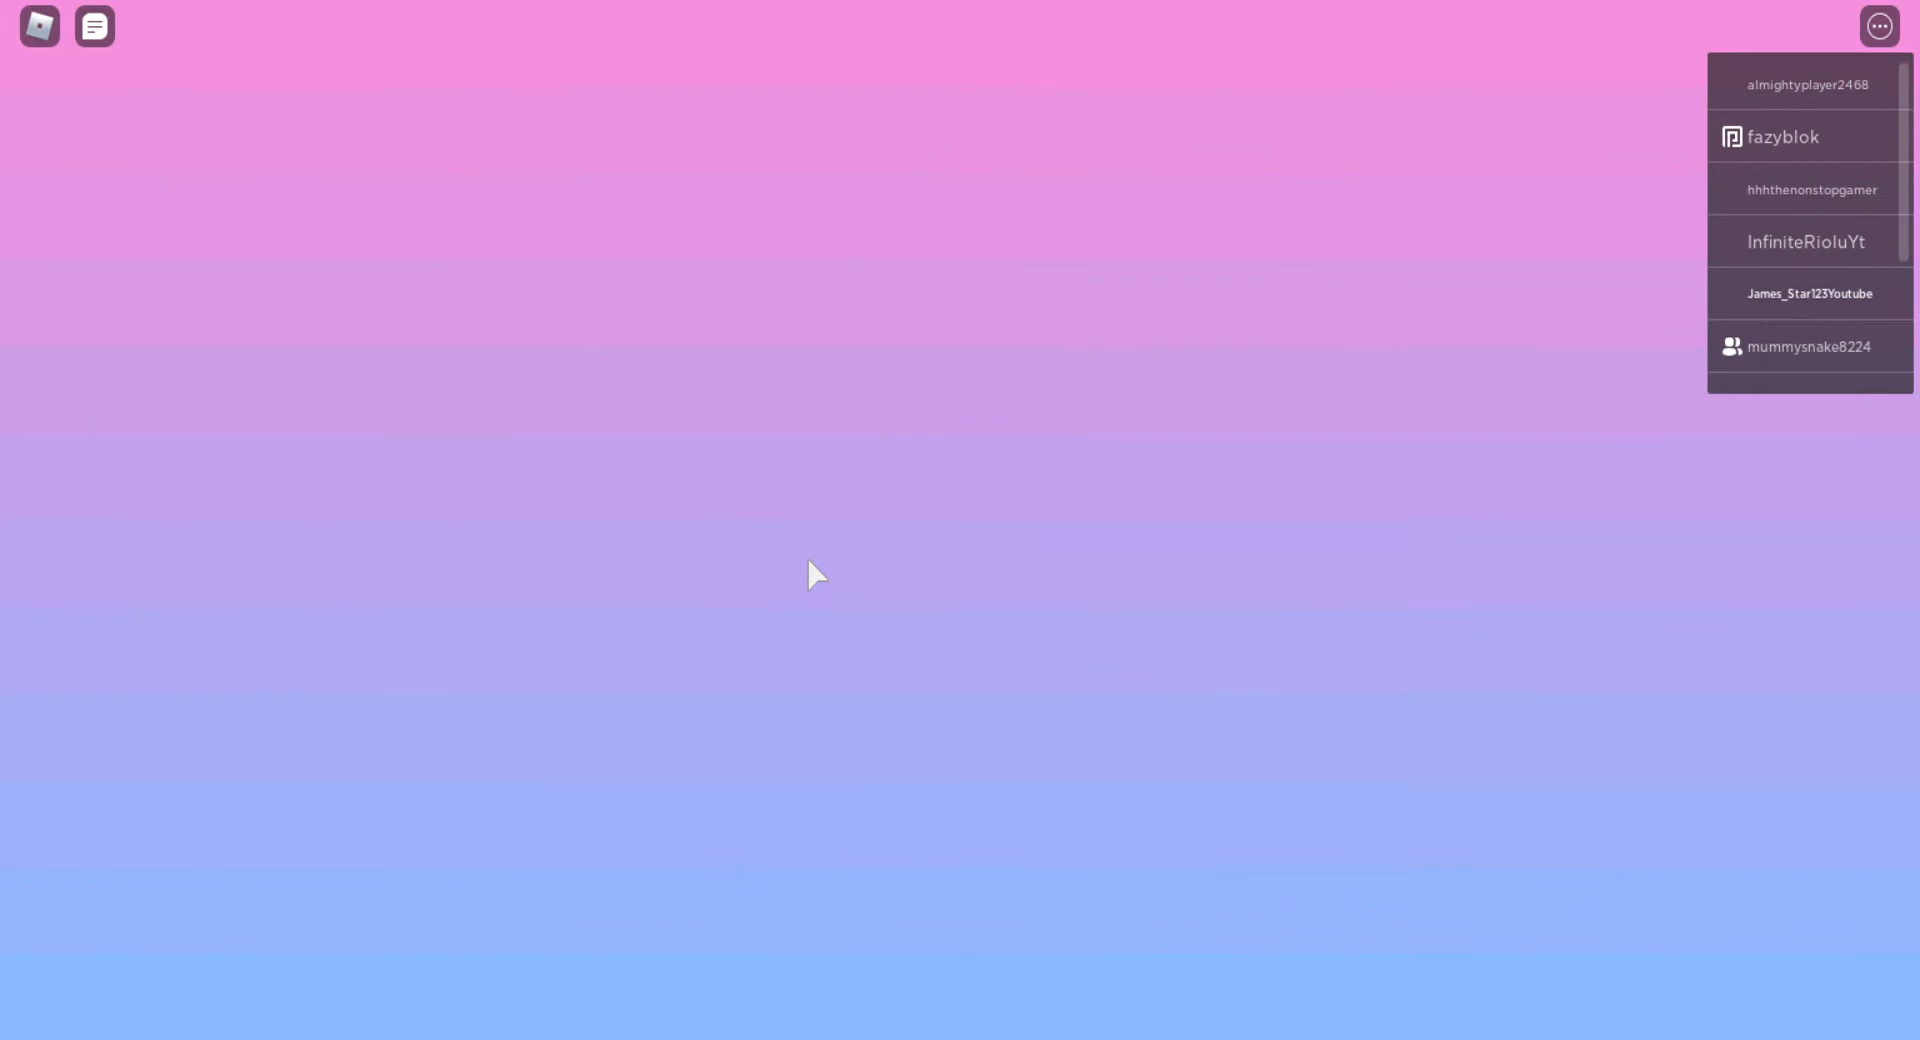 almightyplayer2468
fazyblok
hhhthenonstopgamer
InfiniteRioluYt
James_Star123Youtube
mummysnake8224